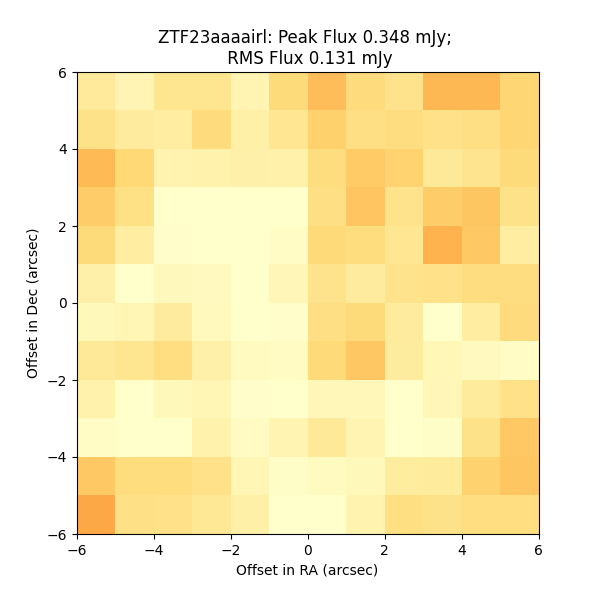 ZTF23aaaairl: Peak Flux 0.348 mJy;
RMS Flux 0.131 mJy
6
4
2
0
−2
−4
−6
Offset in Dec (arcsec)
−6 −4 −2 0 2 4 6
Offset in RA (arcsec)